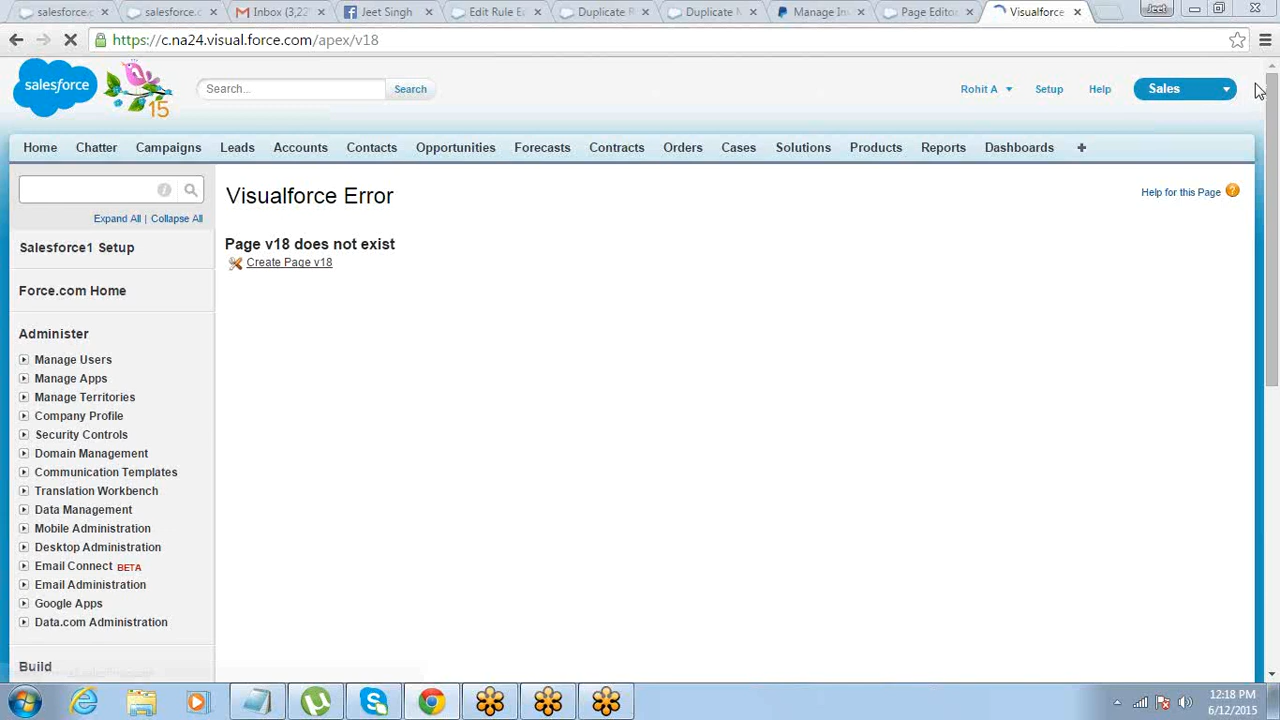 salesforce.c
salesforce.c
Inbox (3,22
Jeet Singh
Edit Rule E
Duplicate R
Duplicate M
Manage Inv
Page Editor
Visualforce
Jeet
https://c.na24.visual.force.com/apex/v18
salesforce
15
Search...
Search
Rohit A
Setup
Help
Sales
Home
Chatter
Campaigns
Leads
Accounts
Contacts
Opportunities
Forecasts
Contracts
Orders
Cases
Solutions
Products
Reports
Dashboards
+
Expand All | Collapse All
Visualforce Error
Help for this Page
Page v18 does not exist
Create Page v18
Salesforce1 Setup
Force.com Home
Administer
Manage Users
Manage Apps
Manage Territories
Company Profile
Security Controls
Domain Management
Communication Templates
Translation Workbench
Data Management
Mobile Administration
Desktop Administration
Email Connect BETA
Email Administration
Google Apps
Data.com Administration
Build
12:18 PM
6/12/2015